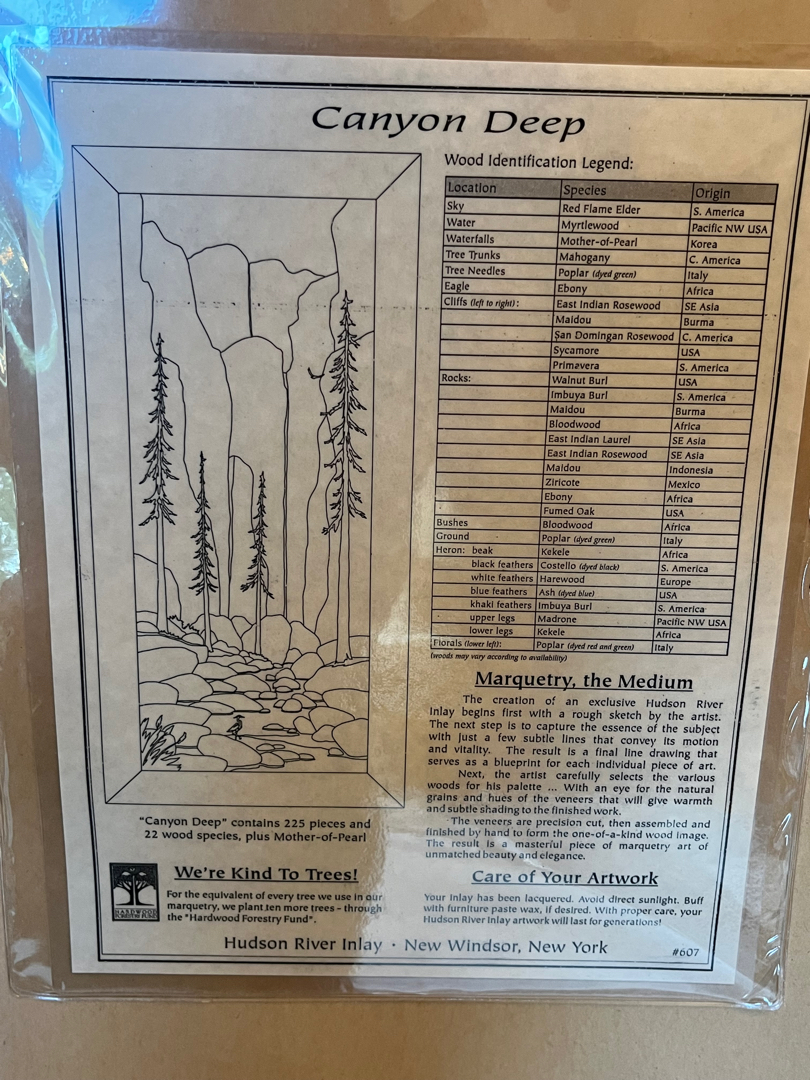 Canyon Deep
Wood Identification Legend:
Location Species Origin
Sky Red Flame Elder S. America
Water Myrtlewood Pacific NW USA
Waterfalls Mother-of-Pearl Korea
Tree Trunks Mahogany C. America
Tree Needles Poplar (dyed green) Italy
Eagle Ebony Africa
Cliffs (left to right): East Indian Rosewood SE Asia
Maidou Burma
San Domingan Rosewood C. America
Sycamore USA
Primavera S. America
Rocks: Walnut Burl USA
Imbuya Burl S. America
Maidou Burma
Bloodwood Africa
East Indian Laurel SE Asia
East Indian Rosewood SE Asia
Maidou Indonesia
Ziricote Mexico
Ebony Africa
Fumed Oak USA
Bushes Bloodwood Africa
Ground Poplar (dyed green) Italy
Heron: beak Kekele Africa
black feathers Costello (dyed black) S. America
white feathers Harewood Europe
blue feathers Ash (dyed blue) USA
khaki feathers Imbuya Burl S. America
upper legs Madrone Pacific NW USA
lower legs Kekele Africa
Florals (lower left): Poplar (dyed red and green) Italy
(woods may vary according to availability)
Marquetry, the Medium
The creation of an exclusive Hudson River
Inlay begins first with a rough sketch by the artist.
The next step is to capture the essence of the subject
with just a few subtle lines that convey its motion
and vitality. The result is a final line drawing that
serves as a blueprint for each individual piece of art.
Next, the artist carefully selects the various
woods for his palette ... With an eye for the natural
grains and hues of the veneers that will give warmth
and subtle shading to the finished work.
The veneers are precision cut, then assembled and
finished by hand to form the one-of-a-kind wood image.
The result is a masterful piece of marquetry art of
unmatched beauty and elegance.
"Canyon Deep" contains 225 pieces and
22 wood species, plus Mother-of-Pearl
We're Kind To Trees!
For the equivalent of every tree we use in our
marquetry, we plant ten more trees - through
the "Hardwood Forestry Fund".
HARDWOOD
FORESTRY FUND
Care of Your Artwork
Your inlay has been lacquered. Avoid direct sunlight. Buff
with furniture paste wax, if desired. With proper care, your
Hudson River Inlay artwork will last for generations!
Hudson River Inlay · New Windsor, New York
#607